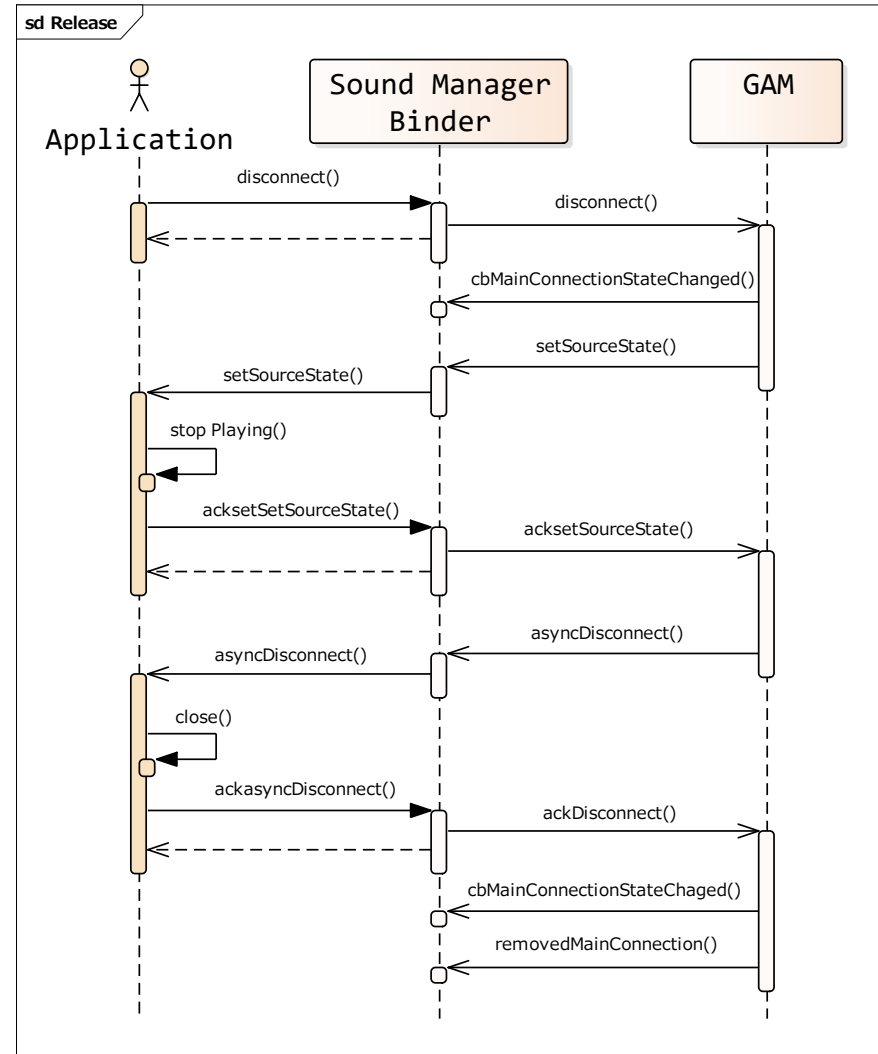 sd Release
Application
Sound Manager
Binder
GAM
disconnect()
disconnect()
cbMainConnectionStateChanged()
setSourceState()
setSourceState()
stop Playing()
acksetSetSourceState()
acksetSourceState()
asyncDisconnect()
asyncDisconnect()
close()
ackasyncDisconnect()
ackDisconnect()
cbMainConnectionStateChaged()
removedMainConnection()